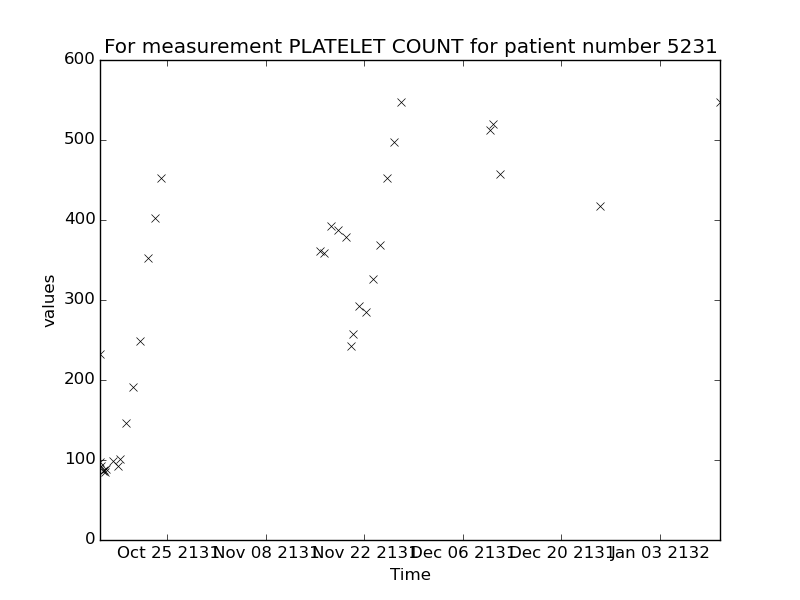 For measurement PLATELET COUNT for patient number 5231
600
500
400
300
200
100
0
values
Oct 25 2131 Nov 08 2131 Nov 22 2131 Dec 06 2131 Dec 20 2131 Jan 03 2132
Time